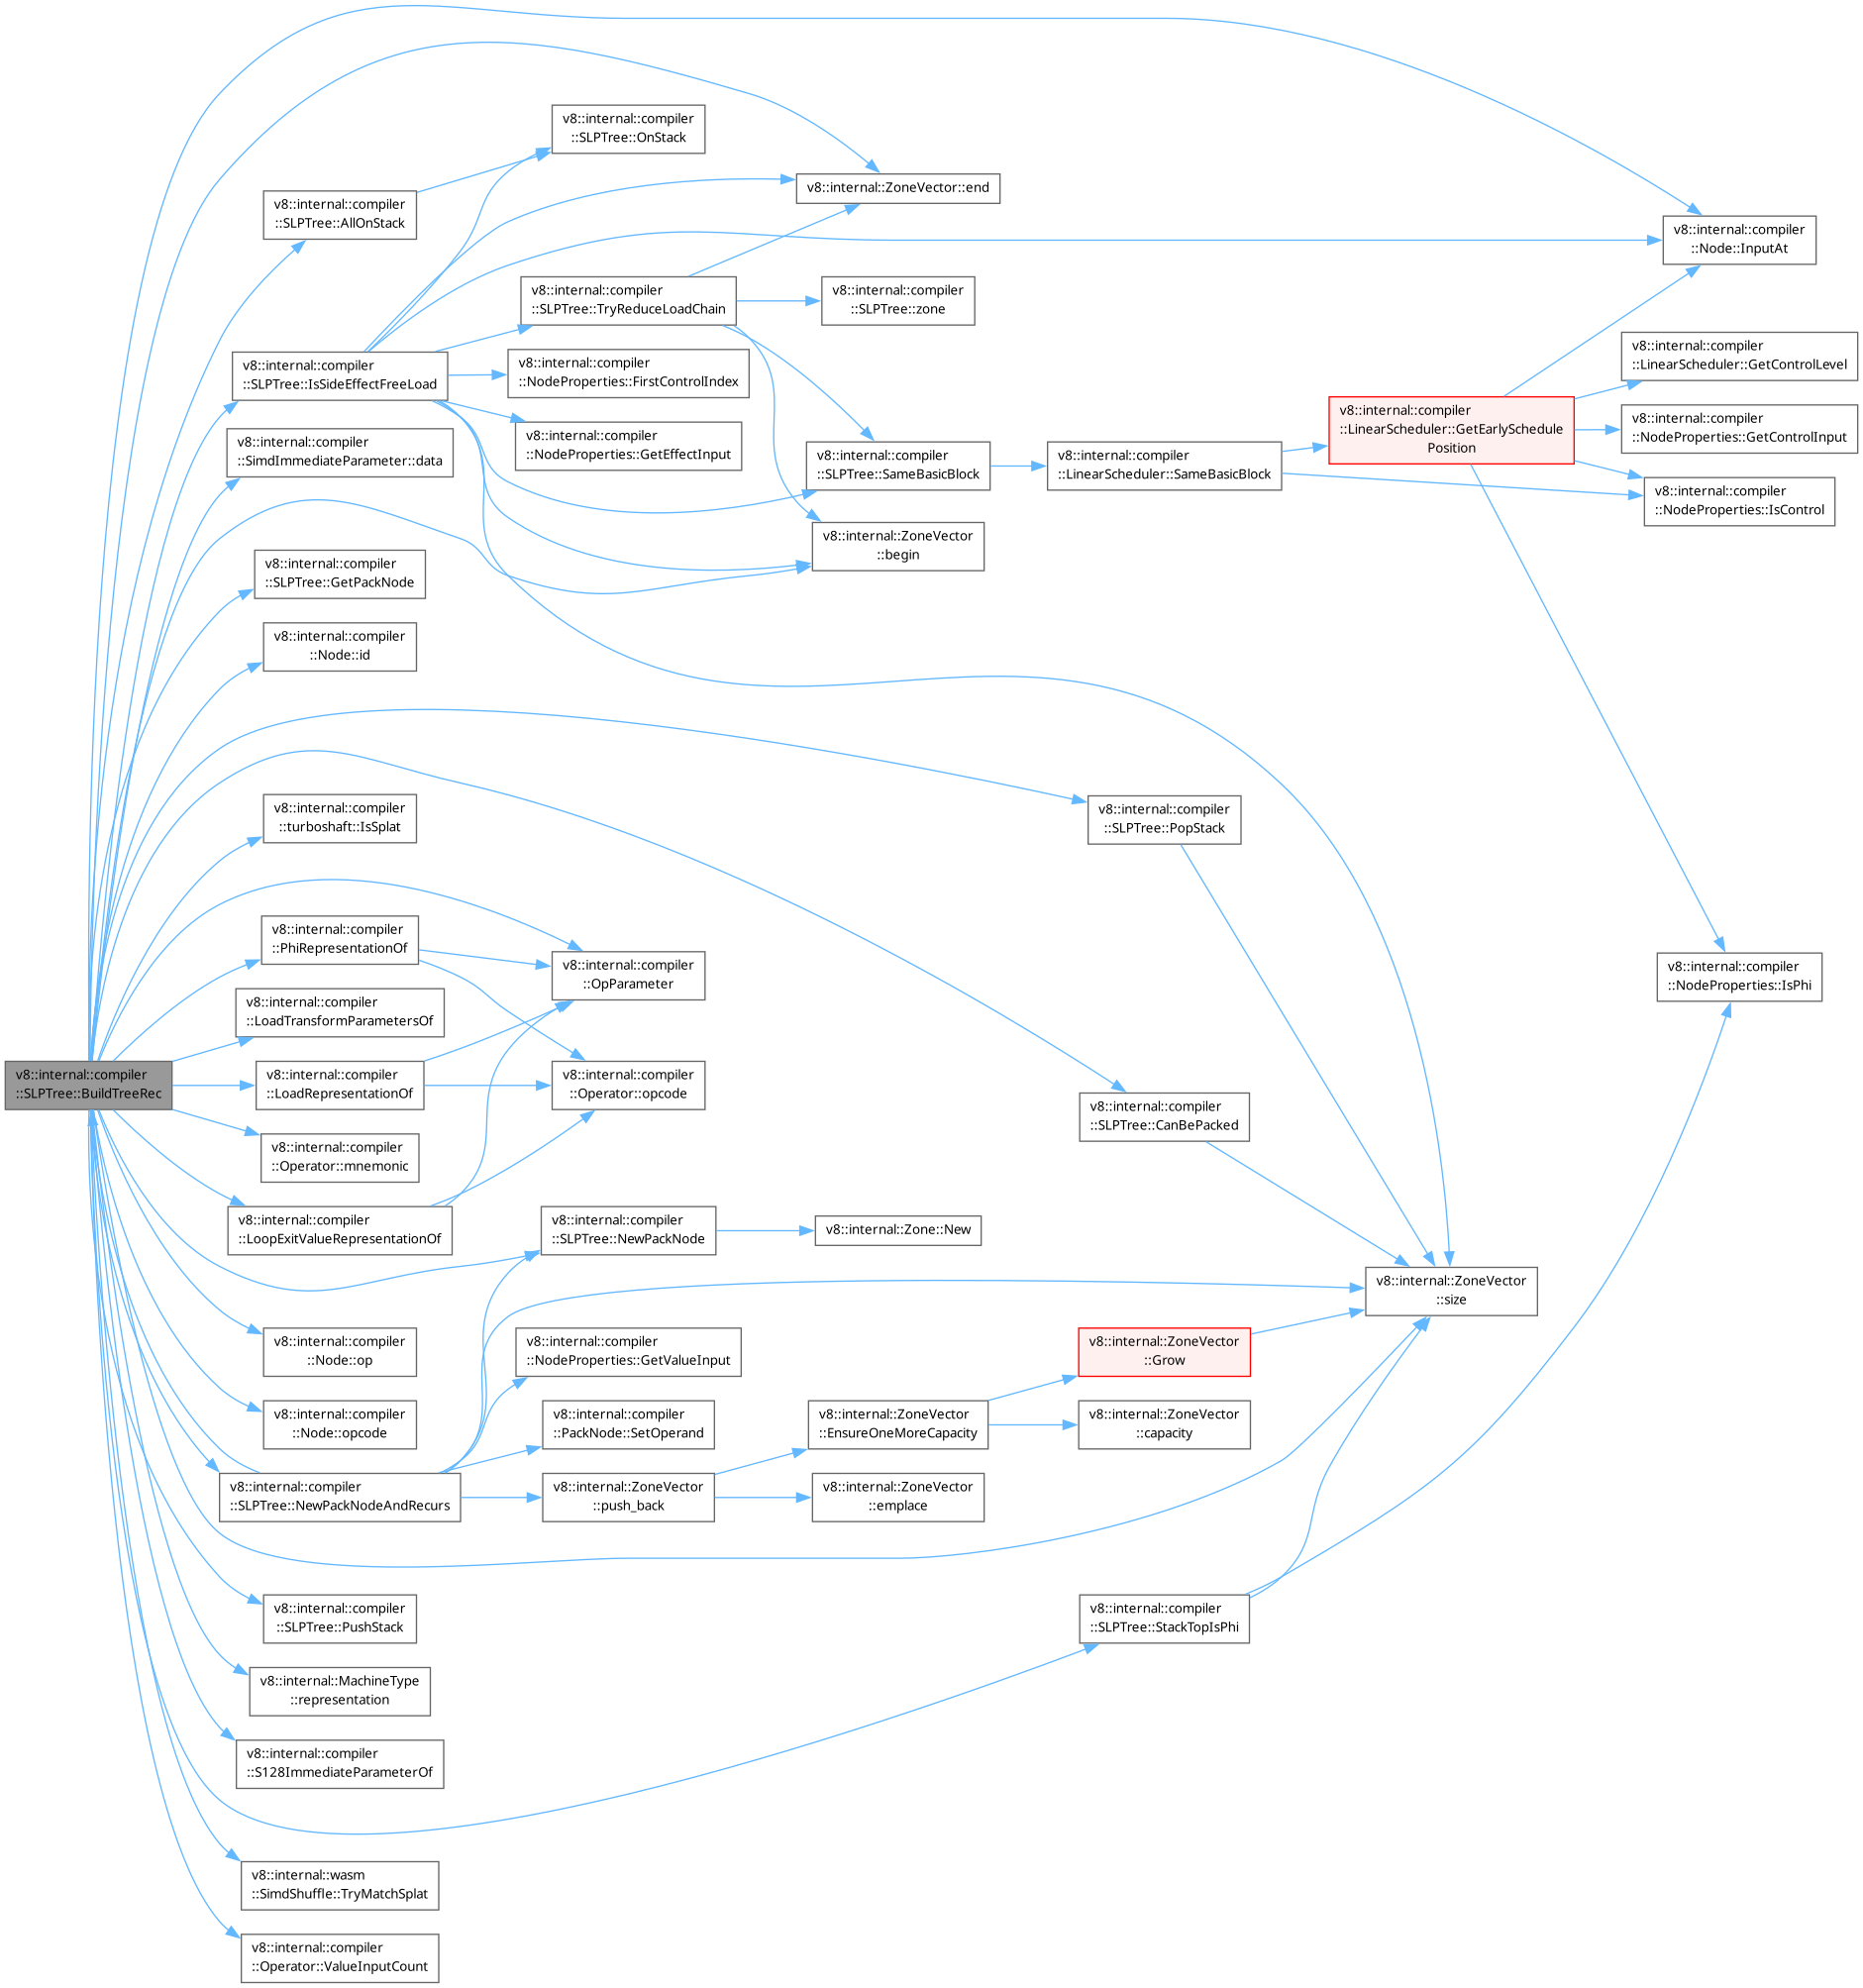 v8::internal::compiler
::SLPTree::BuildTreeRec
v8::internal::compiler
::SLPTree::AllOnStack
v8::internal::compiler
::SLPTree::IsSideEffectFreeLoad
v8::internal::compiler
::SimdImmediateParameter::data
v8::internal::compiler
::SLPTree::GetPackNode
v8::internal::compiler
::Node::id
v8::internal::compiler
::turboshaft::IsSplat
v8::internal::compiler
::PhiRepresentationOf
v8::internal::compiler
::LoadTransformParametersOf
v8::internal::compiler
::LoadRepresentationOf
v8::internal::compiler
::Operator::mnemonic
v8::internal::compiler
::LoopExitValueRepresentationOf
v8::internal::compiler
::Node::op
v8::internal::compiler
::Node::opcode
v8::internal::compiler
::SLPTree::NewPackNodeAndRecurs
v8::internal::compiler
::SLPTree::PushStack
v8::internal::MachineType
::representation
v8::internal::compiler
::S128ImmediateParameterOf
v8::internal::wasm
::SimdShuffle::TryMatchSplat
v8::internal::compiler
::Operator::ValueInputCount
v8::internal::compiler
::SLPTree::OnStack
v8::internal::compiler
::SLPTree::TryReduceLoadChain
v8::internal::compiler
::NodeProperties::FirstControlIndex
v8::internal::compiler
::NodeProperties::GetEffectInput
v8::internal::compiler
::OpParameter
v8::internal::compiler
::Operator::opcode
v8::internal::compiler
::SLPTree::NewPackNode
v8::internal::compiler
::NodeProperties::GetValueInput
v8::internal::compiler
::PackNode::SetOperand
v8::internal::ZoneVector
::push_back
v8::internal::ZoneVector::end
v8::internal::compiler
::SLPTree::zone
v8::internal::compiler
::SLPTree::SameBasicBlock
v8::internal::ZoneVector
::begin
v8::internal::Zone::New
v8::internal::ZoneVector
::EnsureOneMoreCapacity
v8::internal::ZoneVector
::emplace
v8::internal::compiler
::LinearScheduler::SameBasicBlock
v8::internal::compiler
::SLPTree::PopStack
v8::internal::compiler
::SLPTree::CanBePacked
v8::internal::ZoneVector
::Grow
v8::internal::ZoneVector
::capacity
v8::internal::compiler
::SLPTree::StackTopIsPhi
v8::internal::compiler
::LinearScheduler::GetEarlySchedule
Position
v8::internal::ZoneVector
::size
v8::internal::compiler
::Node::InputAt
v8::internal::compiler
::LinearScheduler::GetControlLevel
v8::internal::compiler
::NodeProperties::GetControlInput
v8::internal::compiler
::NodeProperties::IsControl
v8::internal::compiler
::NodeProperties::IsPhi